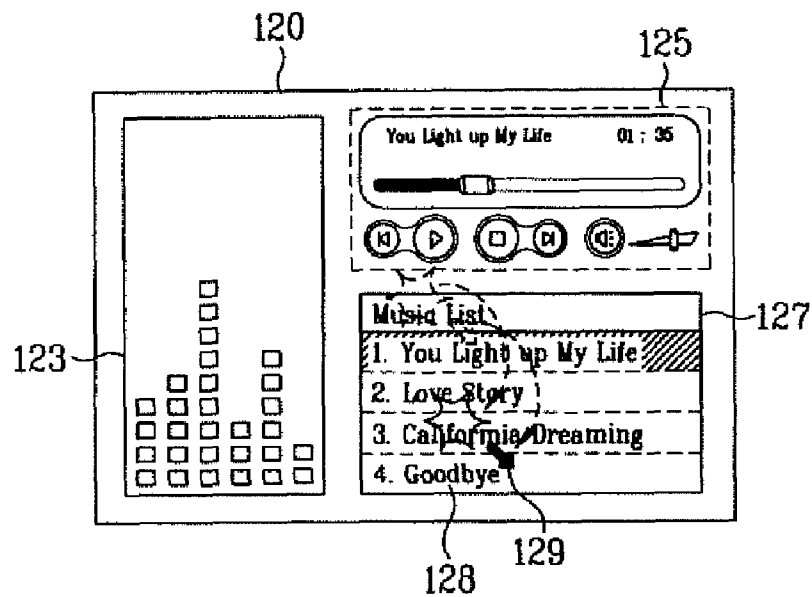 120
125
You Light up My Life 01 : 35
Music List
127
1. You Light up My Life
123
2. Love Story
3. California Dreaming
4. Goodbye
129
128